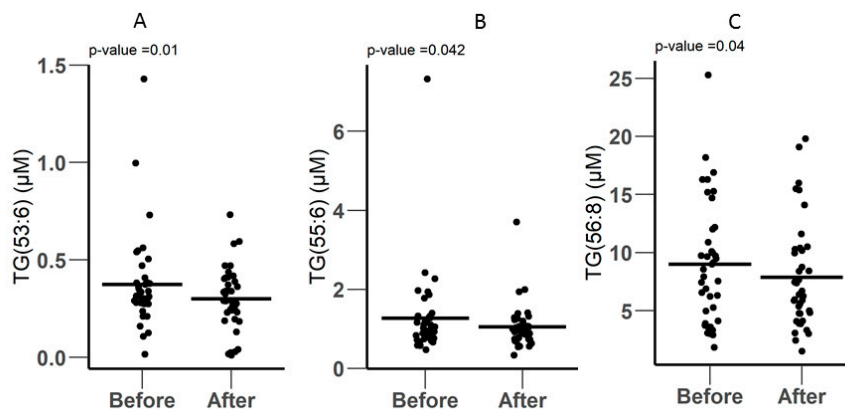 A
p-value =0.01
TG(53:6) (µM)
1.5
1.0
0.5
0.0
Before After
B
p-value =0.042
TG(55:6) (µM)
6
4
2
0
Before After
C
p-value =0.04
TG(56:8) (µM)
25
20
15
10
5
Before After